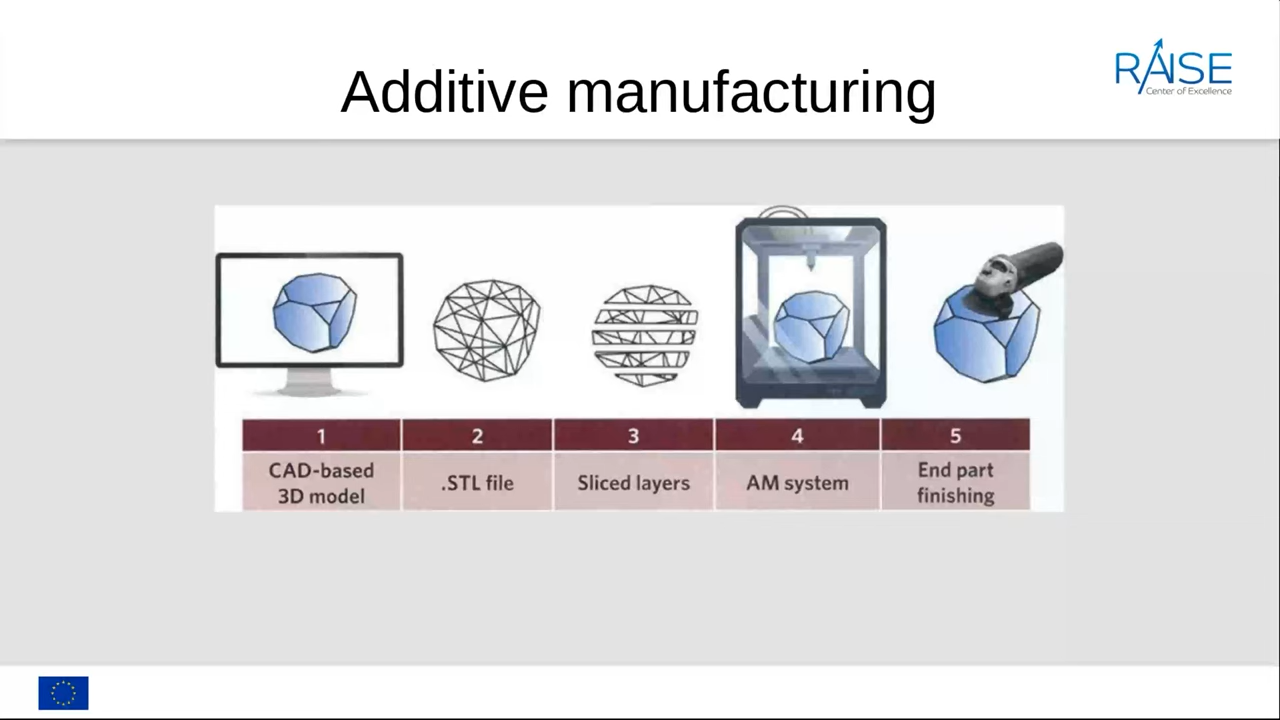 Additive manufacturing
RAISE
Center of Excellence
1
2
3
4
5
CAD-based
3D model
.STL file
Sliced layers
AM system
End part
finishing